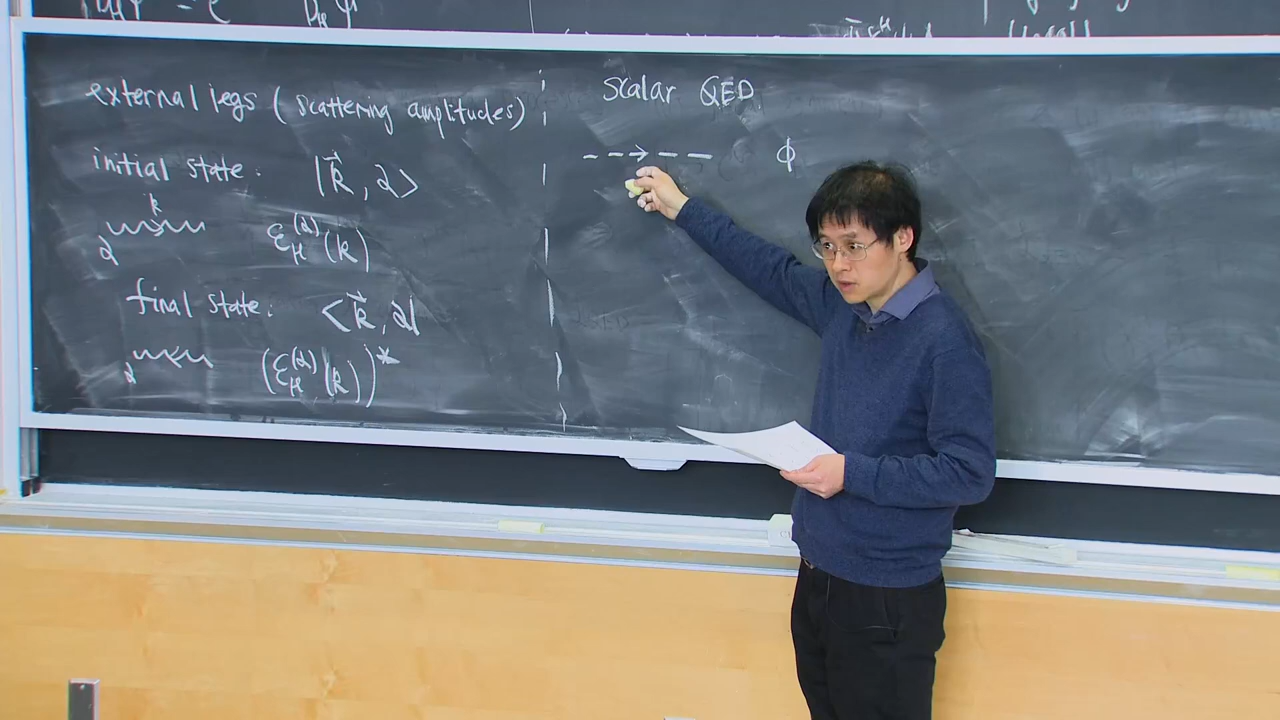 external legs (scattering amplitudes)
initial state: |k⃗, α>
k
α ε_μ^(α)(k)
final state: <k⃗, α|
α (ε_μ^(α)(k))*
scalar QED
ϕ